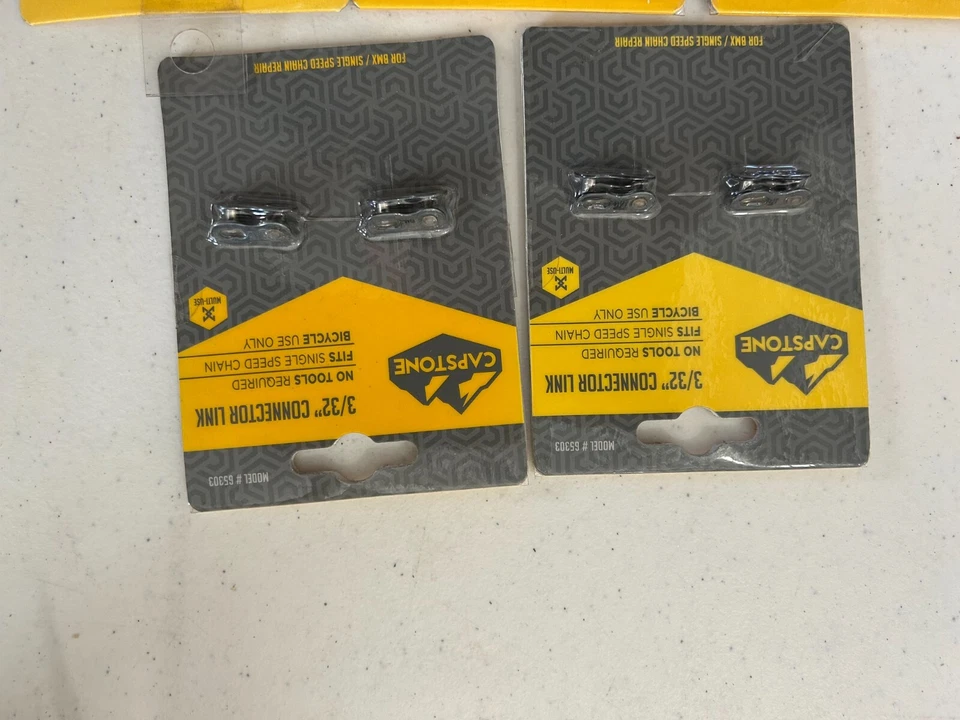 MODEL # 65303
CAPSTONE
3/32" CONNECTOR LINK
NO TOOLS REQUIRED
FITS SINGLE SPEED CHAIN
BICYCLE USE ONLY
MULTI-USE
FOR BMX / SINGLE SPEED CHAIN REPAIR
MODEL # 65303
CAPSTONE
3/32" CONNECTOR LINK
NO TOOLS REQUIRED
FITS SINGLE SPEED CHAIN
BICYCLE USE ONLY
MULTI-USE
FOR BMX / SINGLE SPEED CHAIN REPAIR